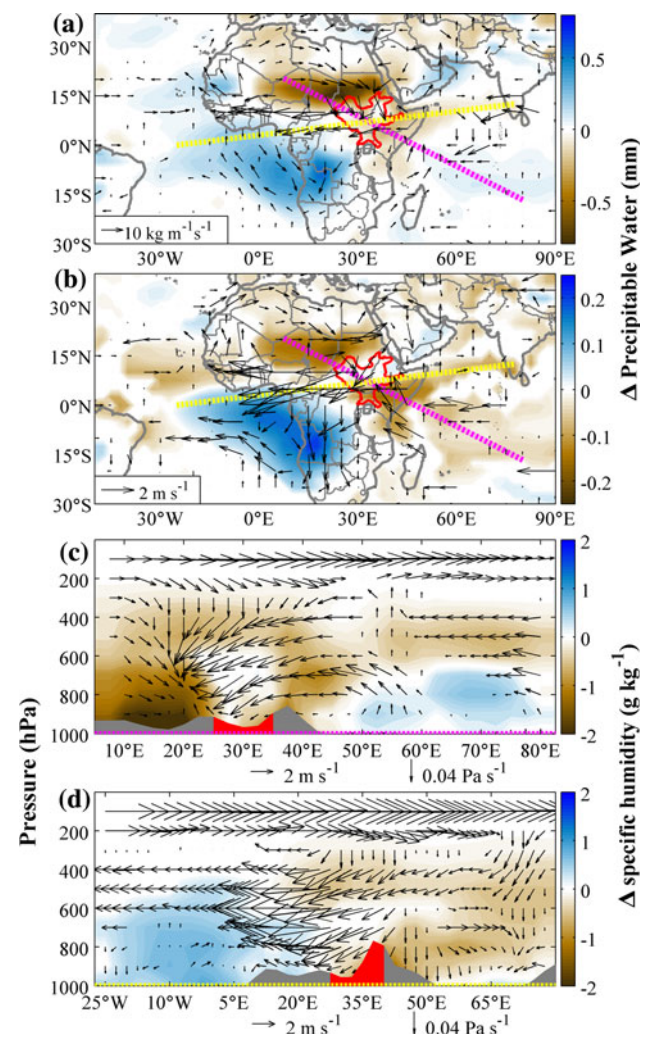 (a)
30°N
15°N
0°N
15°S
30°S
10 kg m⁻¹s⁻¹
30°W 0°E 30°E 60°E 90°E
0.5
0
-0.5
(b)
30°N
15°N
0°N
15°S
30°S
2 m s⁻¹
30°W 0°E 30°E 60°E 90°E
0.2
0.1
0
-0.1
-0.2
Δ Precipitable Water (mm)
(c)
200
400
600
800
1000
10°E 20°E 30°E 40°E 50°E 60°E 70°E 80°E
2 m s⁻¹ 0.04 Pa s⁻¹
2
1
0
-1
-2
Pressure (hPa)
(d)
200
400
600
800
1000
25°W 10°W 5°E 20°E 35°E 50°E 65°E
2 m s⁻¹ 0.04 Pa s⁻¹
2
1
0
-1
-2
Δ specific humidity (g kg⁻¹)